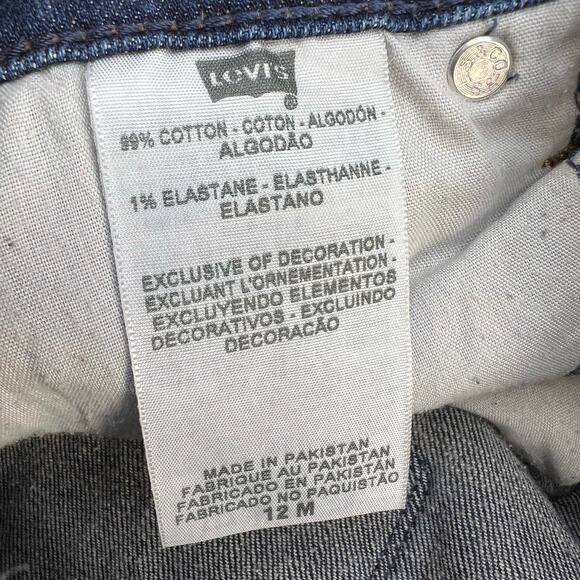 Levi's
®
99% COTTON - COTON - ALGODÓN -
ALGODÃO
1% ELASTANE - ELASTHANNE -
ELASTANO
EXCLUSIVE OF DECORATION -
EXCLUANT L'ORNEMENTATION -
EXCLUYENDO ELEMENTOS
DECORATIVOS - EXCLUINDO
DECORAÇÃO
MADE IN PAKISTAN
FABRIQUE AU PAKISTAN
FABRICADO EN PAKISTÁN
FABRICADO NO PAQUISTÃO
12 M